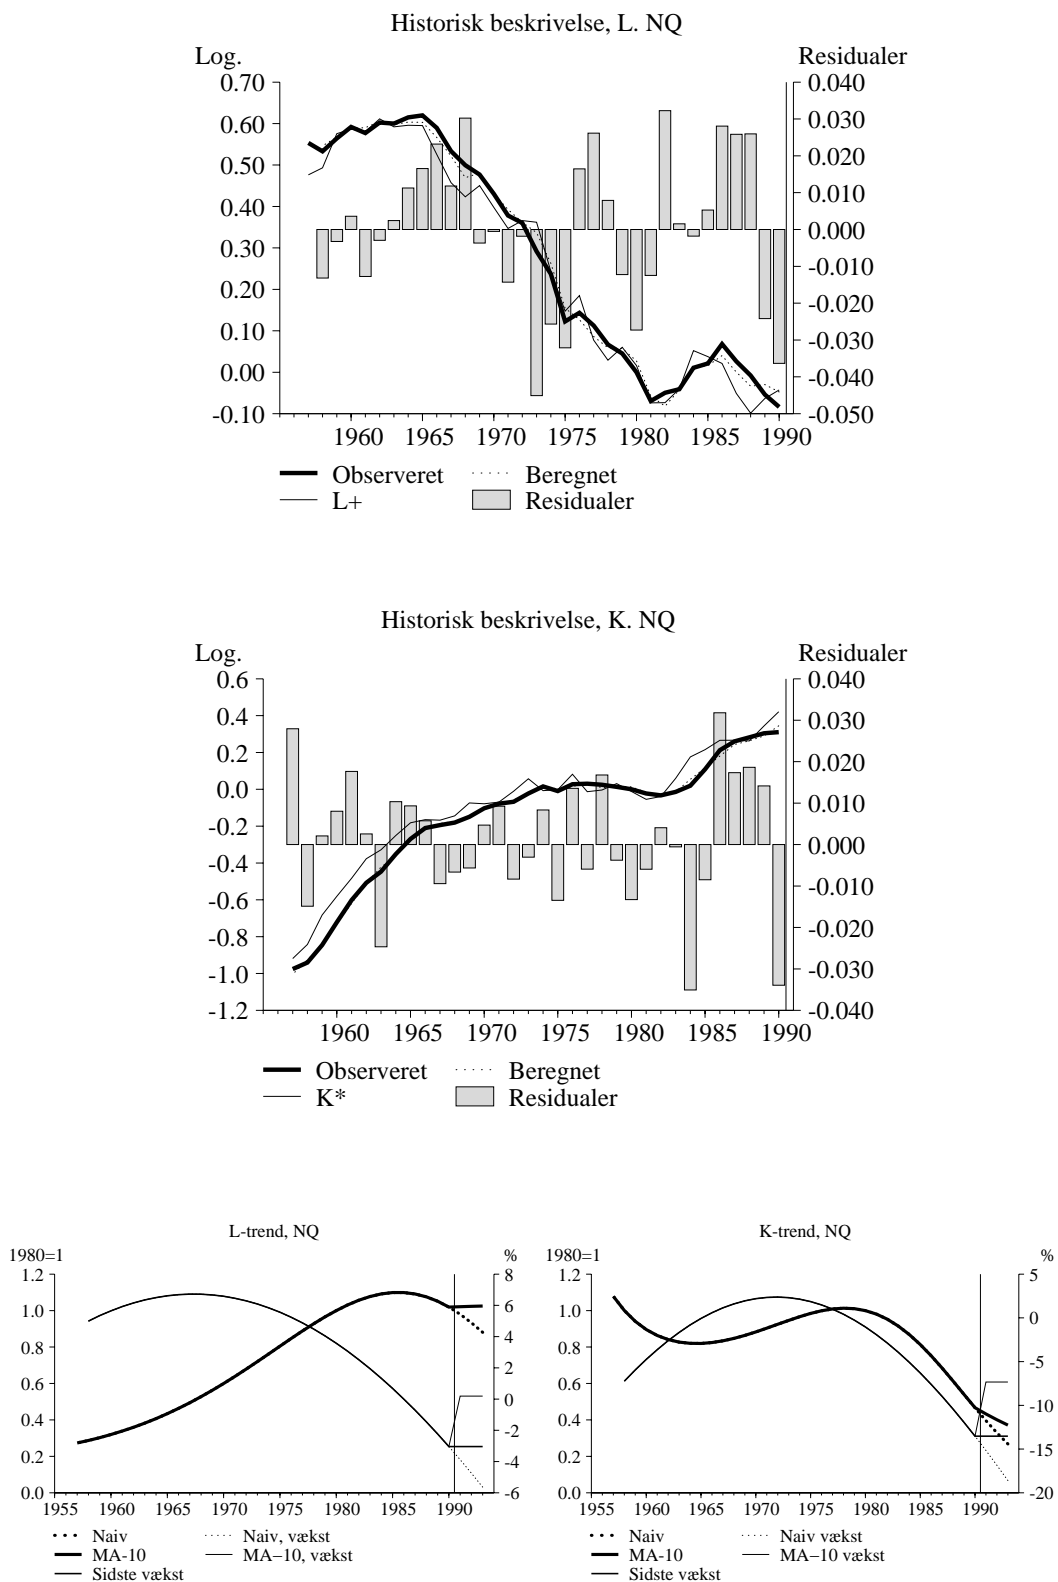 Historisk beskrivelse, L. NQ
Log. Residualer
0.70 0.040
0.60 0.030
0.50 0.020
0.40 0.010
0.30 0.000
0.20 -0.010
0.10 -0.020
0.00 -0.030
-0.10 -0.040
-0.050
1960 1965 1970 1975 1980 1985 1990
Observeret Beregnet
L+ Residualer
Historisk beskrivelse, K. NQ
Log. Residualer
0.6 0.040
0.4 0.030
0.2 0.020
0.0 0.010
-0.2 0.000
-0.4 -0.010
-0.6 -0.020
-0.8 -0.030
-1.0 -0.040
-1.2
1960 1965 1970 1975 1980 1985 1990
Observeret Beregnet
K* Residualer
L-trend, NQ
1980=1 %
1.2 8
1.0 6
0.8 4
0.6 2
0.4 0
0.2 -2
0.0 -4
-6
1955 1960 1965 1970 1975 1980 1985 1990
Naiv Naiv, vækst
MA-10 MA–10, vækst
Sidste vækst
K-trend, NQ
1980=1 %
1.2 5
1.0 0
0.8 -5
0.6 -10
0.4 -15
0.2 -20
0.0
1955 1960 1965 1970 1975 1980 1985 1990
Naiv Naiv vækst
MA-10 MA–10 vækst
Sidste vækst